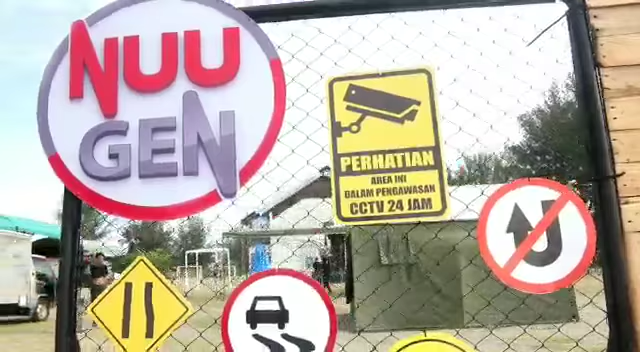 NUU
GEN
PERHATIAN
AREA INI
DALAM PENGAWASAN
CCTV 24 JAM